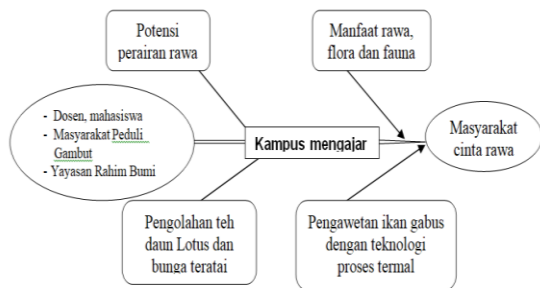 Potensi
perairan rawa
Manfaat rawa,
flora dan fauna
- Dosen, mahasiswa
- Masyarakat Peduli
Gambut
- Yayasan Rahim Bumi
Kampus mengajar
Masyarakat
cinta rawa
Pengolahan teh
daun Lotus dan
bunga teratai
Pengawetan ikan gabus
dengan teknologi
proses termal